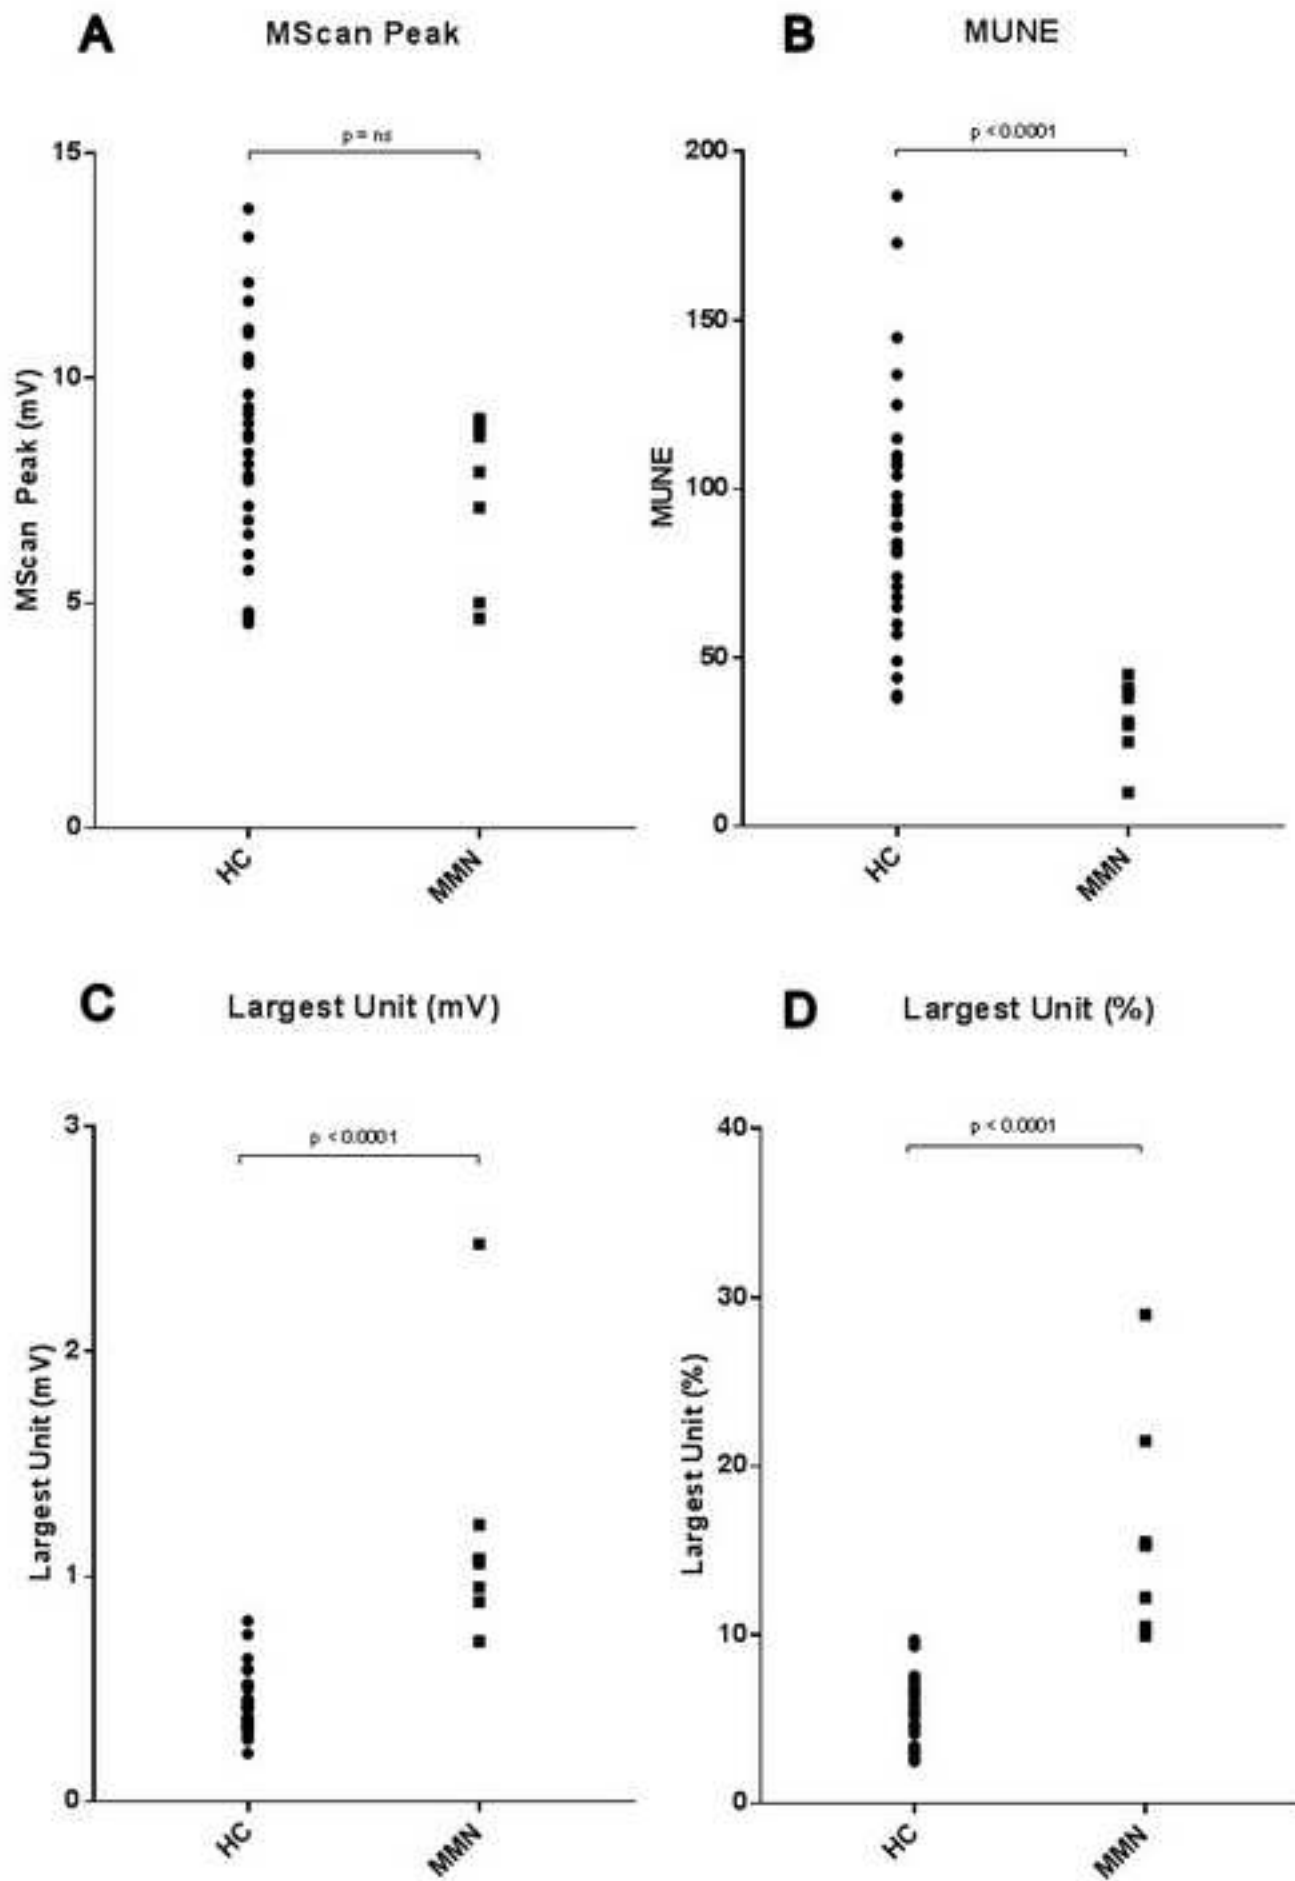 A MScan Peak
p = ns
15
10
5
0
MScan Peak (mV)
HC MMN
B MUNE
p < 0.0001
200
150
100
50
0
MUNE
HC MMN
C Largest Unit (mV)
p < 0.0001
3
2
1
0
Largest Unit (mV)
HC MMN
D Largest Unit (%)
p < 0.0001
40
30
20
10
0
Largest Unit (%)
HC MMN